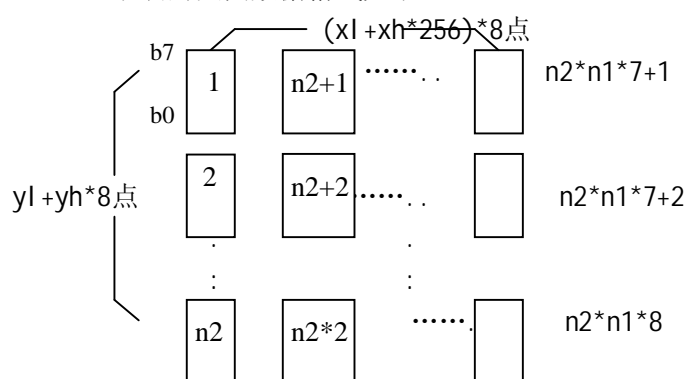 (xl+xh*256)*8点
b7 1 n2+1 ........ n2*n1*7+1
b0
2 n2+2 ........ n2*n1*7+2
yl+yh*8点
. .
: :
n2 n2*2 ....... n2*n1*8